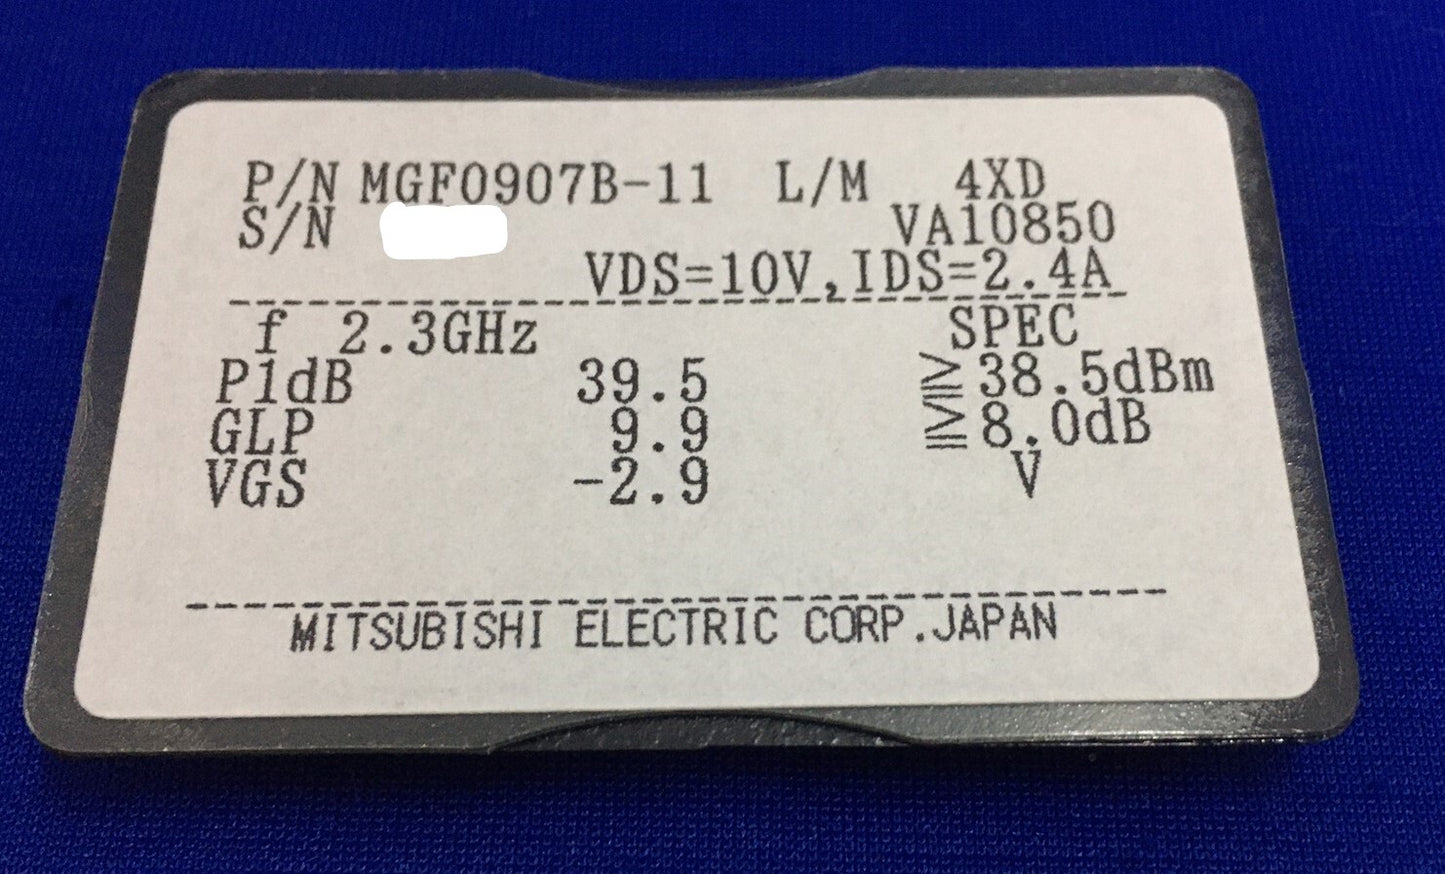 P/N MGF0907B-11 L/M 4XD
S/N VA10850
VDS=10V,IDS=2.4A
f 2.3GHz SPEC
P1dB 39.5 ≧38.5dBm
GLP 9.9 ≧8.0dB
VGS -2.9 V
MITSUBISHI ELECTRIC CORP.JAPAN